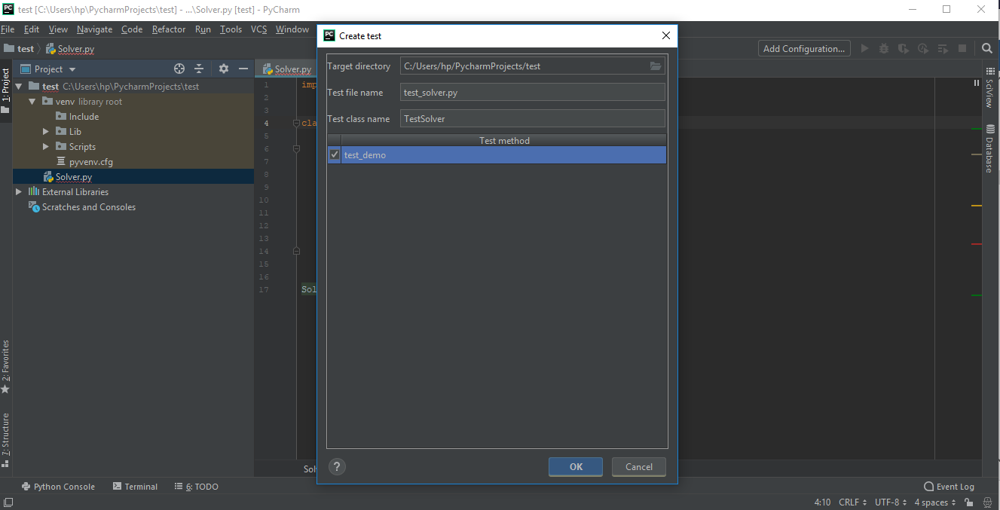 test [C:\Users\hp\PycharmProjects\test] - ...\Solver.py [test] - PyCharm
File Edit View Navigate Code Refactor Run Tools VCS Window
test Solver.py
Add Configuration...
1: Project
Project
test C:\Users\hp\PycharmProjects\test
venv library root
Include
Lib
Scripts
pyvenv.cfg
Solver.py
External Libraries
Scratches and Consoles
2: Favorites
7: Structure
Solver.py
1 imp
2
3
4 cla
5
6
7
8
9
10
11
12
13
14
15
16
17 Sol
Sol
Create test
Target directory C:/Users/hp/PycharmProjects/test
Test file name test_solver.py
Test class name TestSolver
Test method
test_demo
?
OK Cancel
SciView
Database
Python Console Terminal 6: TODO Event Log
4:10 CRLF UTF-8 4 spaces